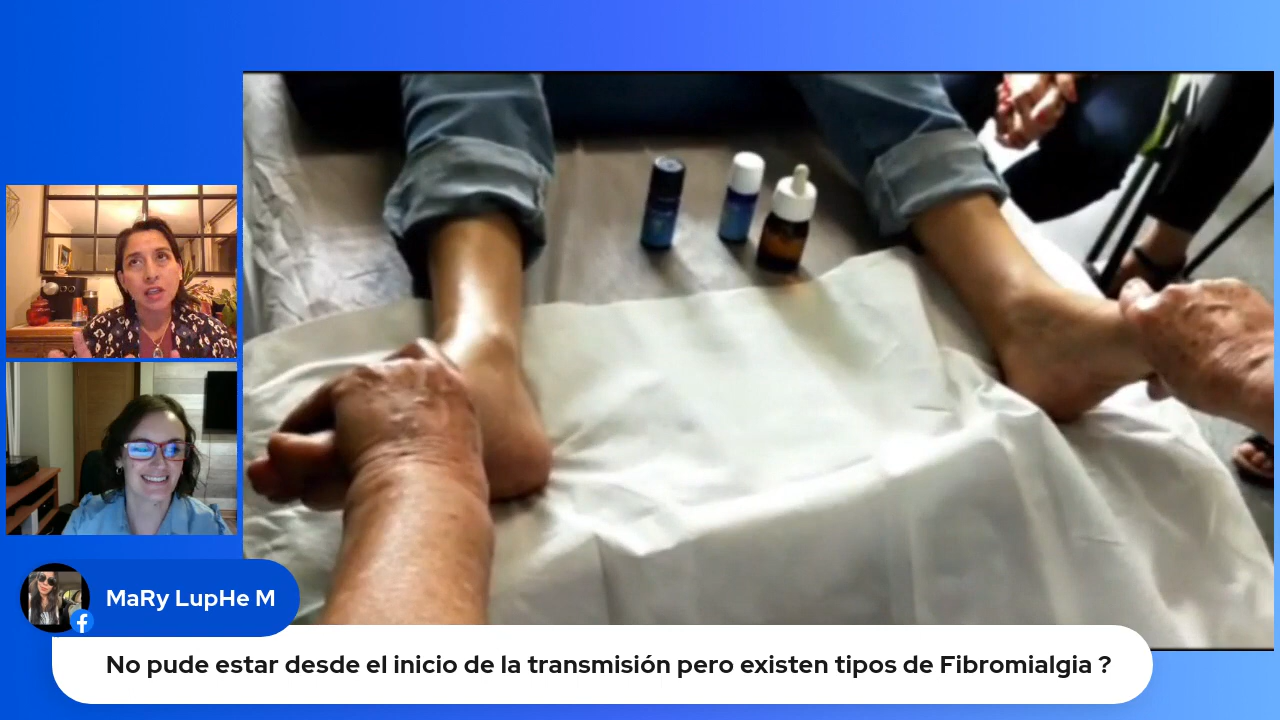 MaRy LupHe M
No pude estar desde el inicio de la transmisión pero existen tipos de Fibromialgia ?